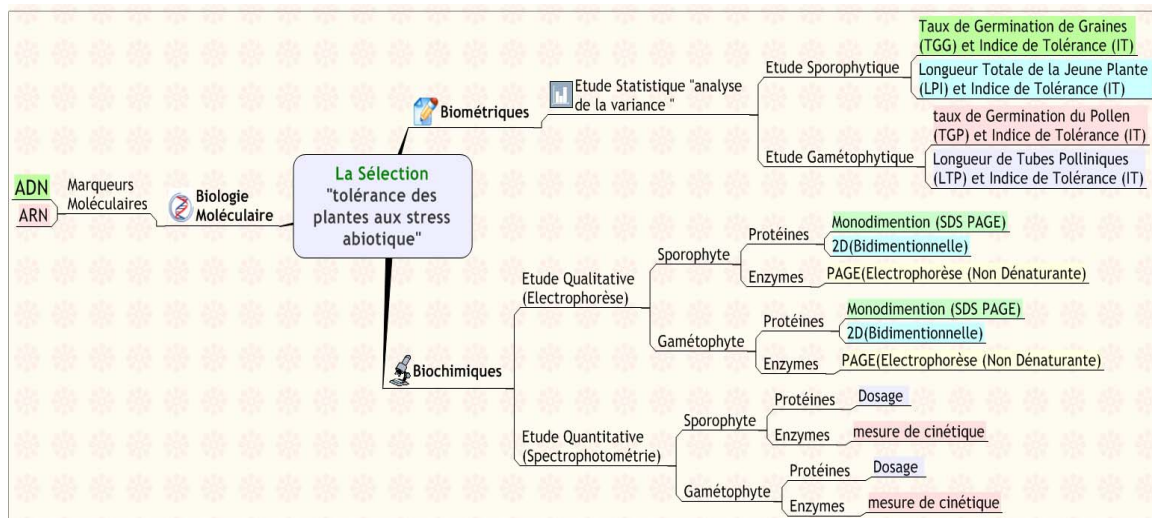 La Sélection
"tolérance des
plantes aux stress
abiotique"
Biométriques
Etude Statistique "analyse
de la variance "
Etude Sporophytique
Taux de Germination de Graines
(TGG) et Indice de Tolérance (IT)
Longueur Totale de la Jeune Plante
(LPI) et Indice de Tolérance (IT)
Etude Gamétophytique
taux de Germination du Pollen
(TGP) et Indice de Tolérance (IT)
Longueur de Tubes Polliniques
(LTP) et Indice de Tolérance (IT)
Biologie
Moléculaire
Marqueurs
Moléculaires
ADN
ARN
Biochimiques
Etude Qualitative
(Electrophorèse)
Sporophyte
Protéines
Monodimention (SDS PAGE)
2D(Bidimentionnelle)
Enzymes
PAGE(Electrophorèse (Non Dénaturante)
Gamétophyte
Protéines
Monodimention (SDS PAGE)
2D(Bidimentionnelle)
Enzymes
PAGE(Electrophorèse (Non Dénaturante)
Etude Quantitative
(Spectrophotométrie)
Sporophyte
Protéines
Dosage
Enzymes
mesure de cinétique
Gamétophyte
Protéines
Dosage
Enzymes
mesure de cinétique